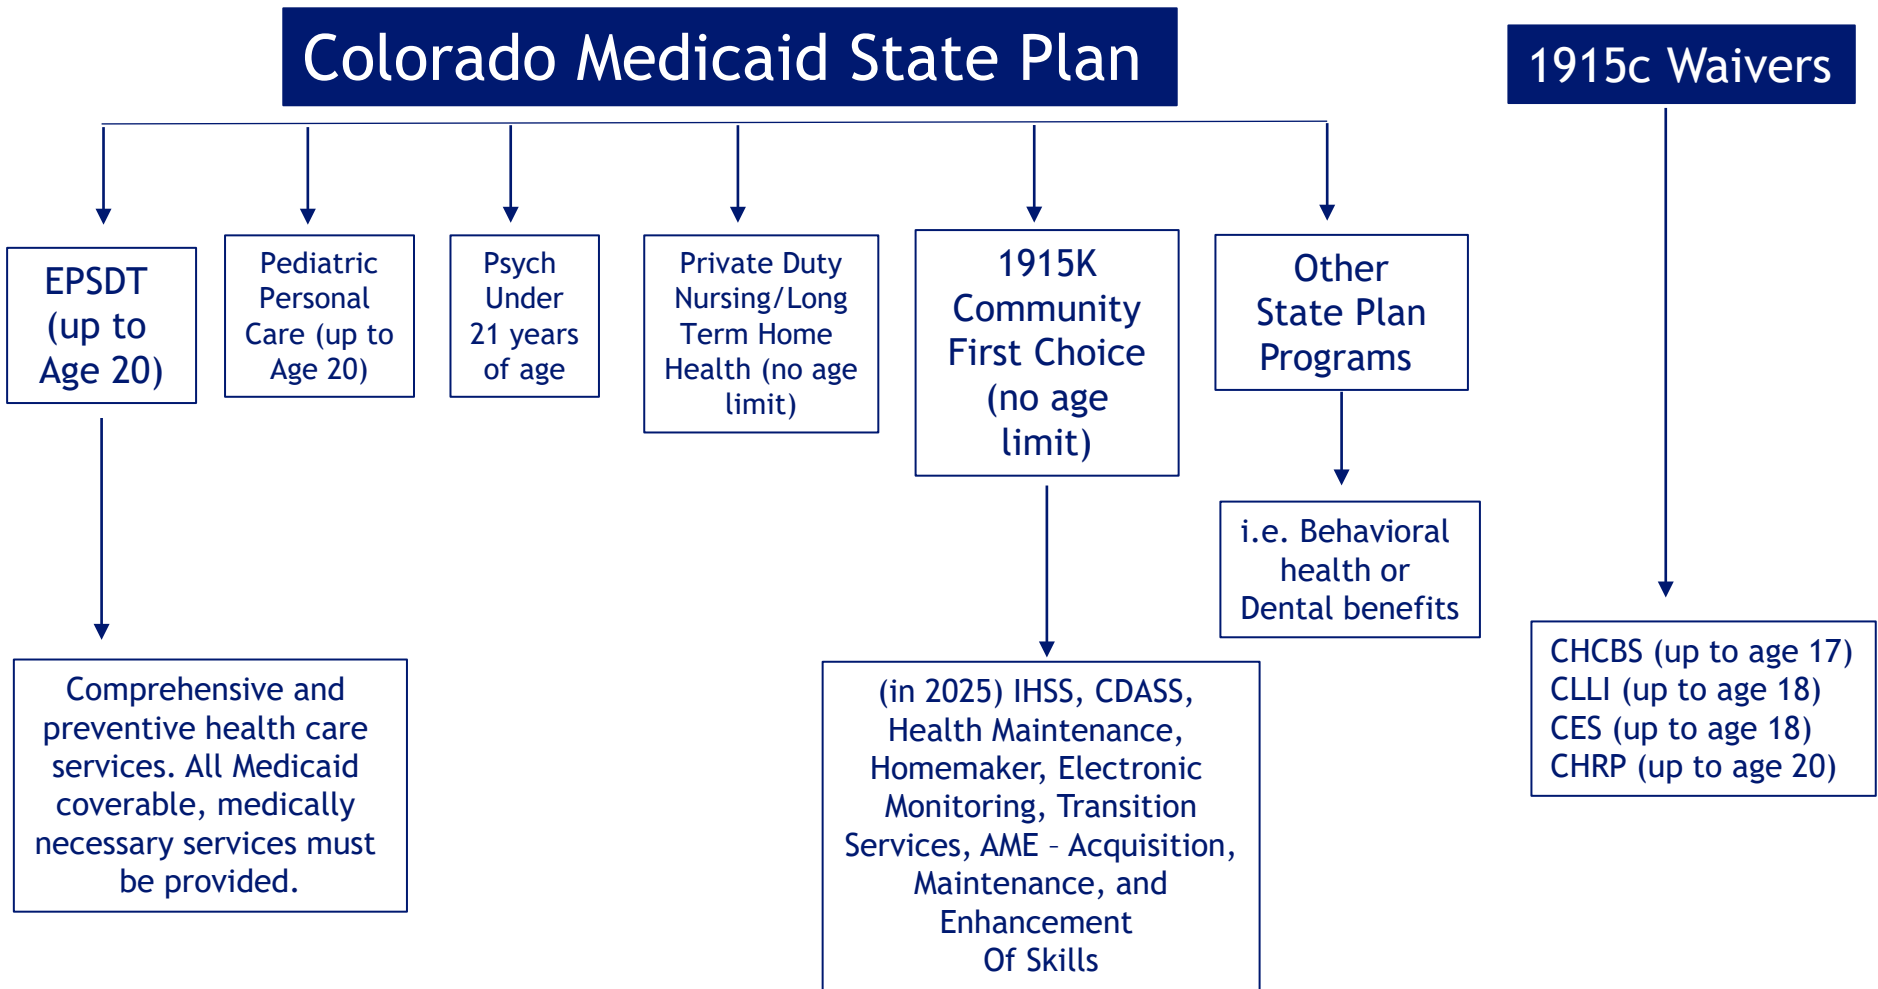 Colorado Medicaid State Plan
1915c Waivers
EPSDT
(up to
Age 20)
Pediatric
Personal
Care (up to
Age 20)
Psych
Under
21 years
of age
Private Duty
Nursing/Long
Term Home
Health (no age
limit)
1915K
Community
First Choice
(no age
limit)
Other
State Plan
Programs
i.e. Behavioral
health or
Dental benefits
Comprehensive and
preventive health care
services. All Medicaid
coverable, medically
necessary services must
be provided.
(in 2025) IHSS, CDASS,
Health Maintenance,
Homemaker, Electronic
Monitoring, Transition
Services, AME – Acquisition,
Maintenance, and
Enhancement
Of Skills
CHCBS (up to age 17)
CLLI (up to age 18)
CES (up to age 18)
CHRP (up to age 20)